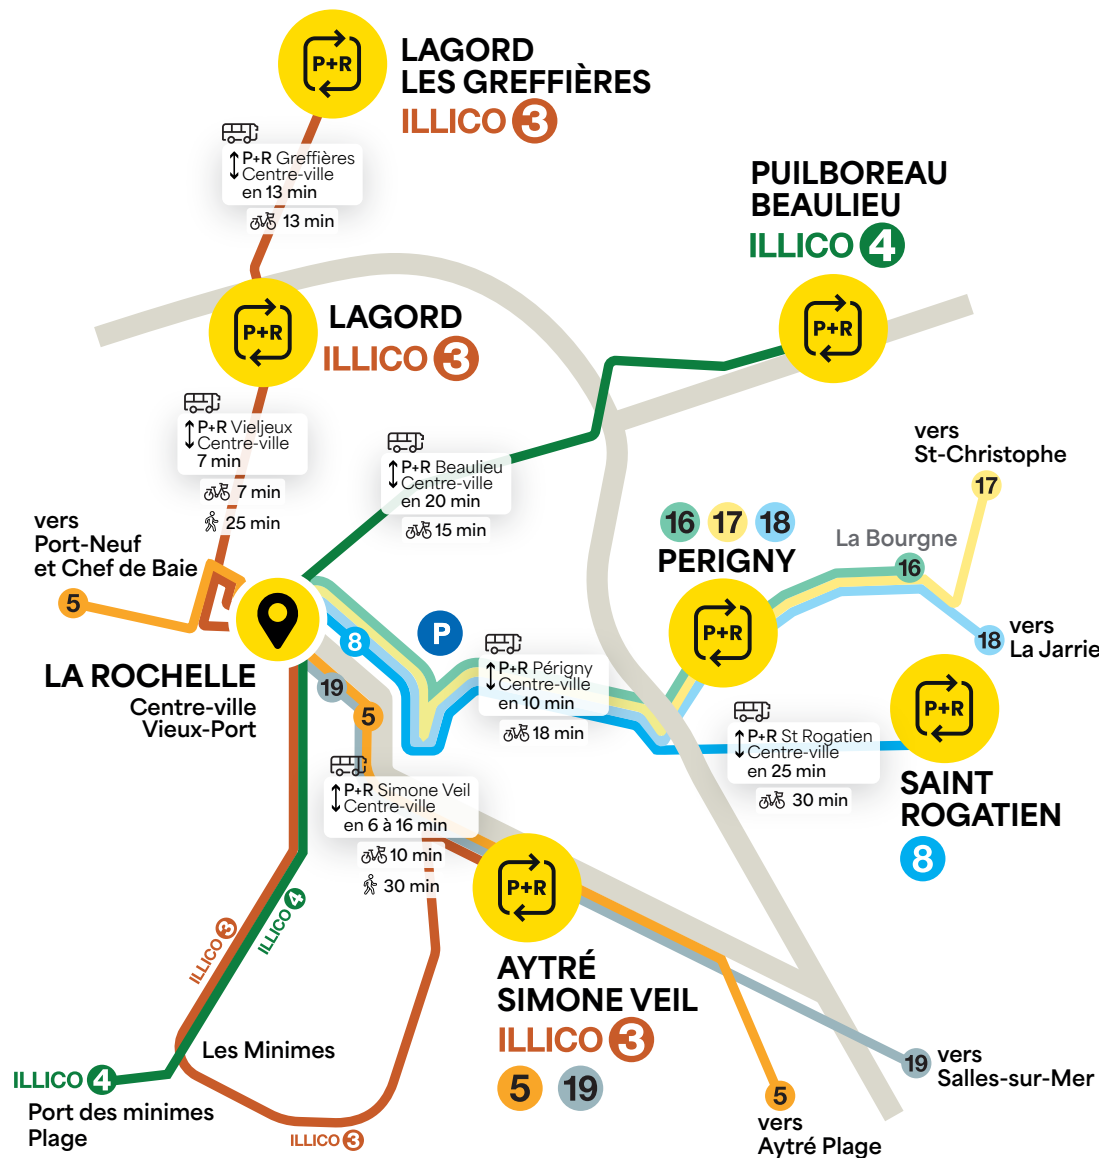 P+R
LAGORD
LES GREFFIÈRES
ILLICO 3
P+R Greffières
Centre-ville
en 13 min
13 min
PUILBOREAU
BEAULIEU
ILLICO 4
P+R
P+R
LAGORD
ILLICO 3
P+R Vieljeux
Centre-ville
7 min
7 min
25 min
P+R Beaulieu
Centre-ville
en 20 min
15 min
vers
St-Christophe
17
16 17 18
PERIGNY
La Bourgne
16
P+R
18
vers
La Jarrie
vers
Port-Neuf
et Chef de Baie
5
8
P
LA ROCHELLE
Centre-ville
Vieux-Port
19
5
P+R Périgny
Centre-ville
en 10 min
18 min
P+R St Rogatien
Centre-ville
en 25 min
30 min
P+R
SAINT
ROGATIEN
8
P+R Simone Veil
Centre-ville
en 6 à 16 min
10 min
30 min
P+R
AYTRÉ
SIMONE VEIL
ILLICO 3
5 19
ILLICO 3
ILLICO 4
Les Minimes
ILLICO 4
Port des minimes
Plage
ILLICO 3
19
vers
Salles-sur-Mer
5
vers
Aytré Plage